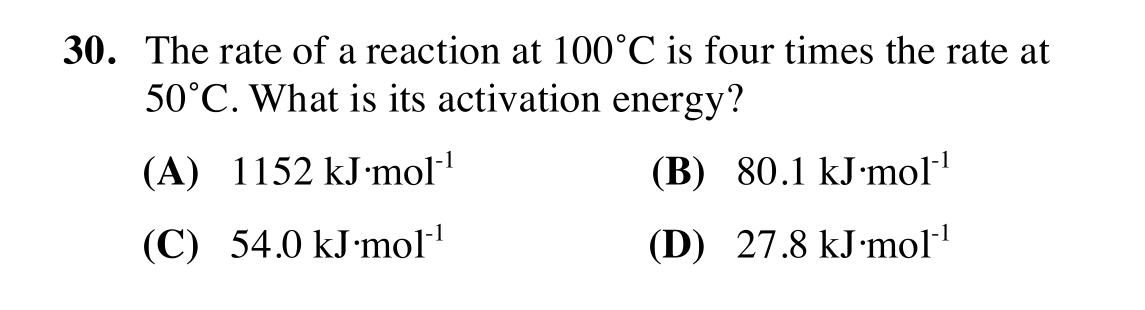 30. The rate of a reaction at 100˚C is four times the rate at
50˚C. What is its activation energy?
(A) 1152 kJ·mol⁻¹ (B) 80.1 kJ·mol⁻¹
(C) 54.0 kJ·mol⁻¹ (D) 27.8 kJ·mol⁻¹